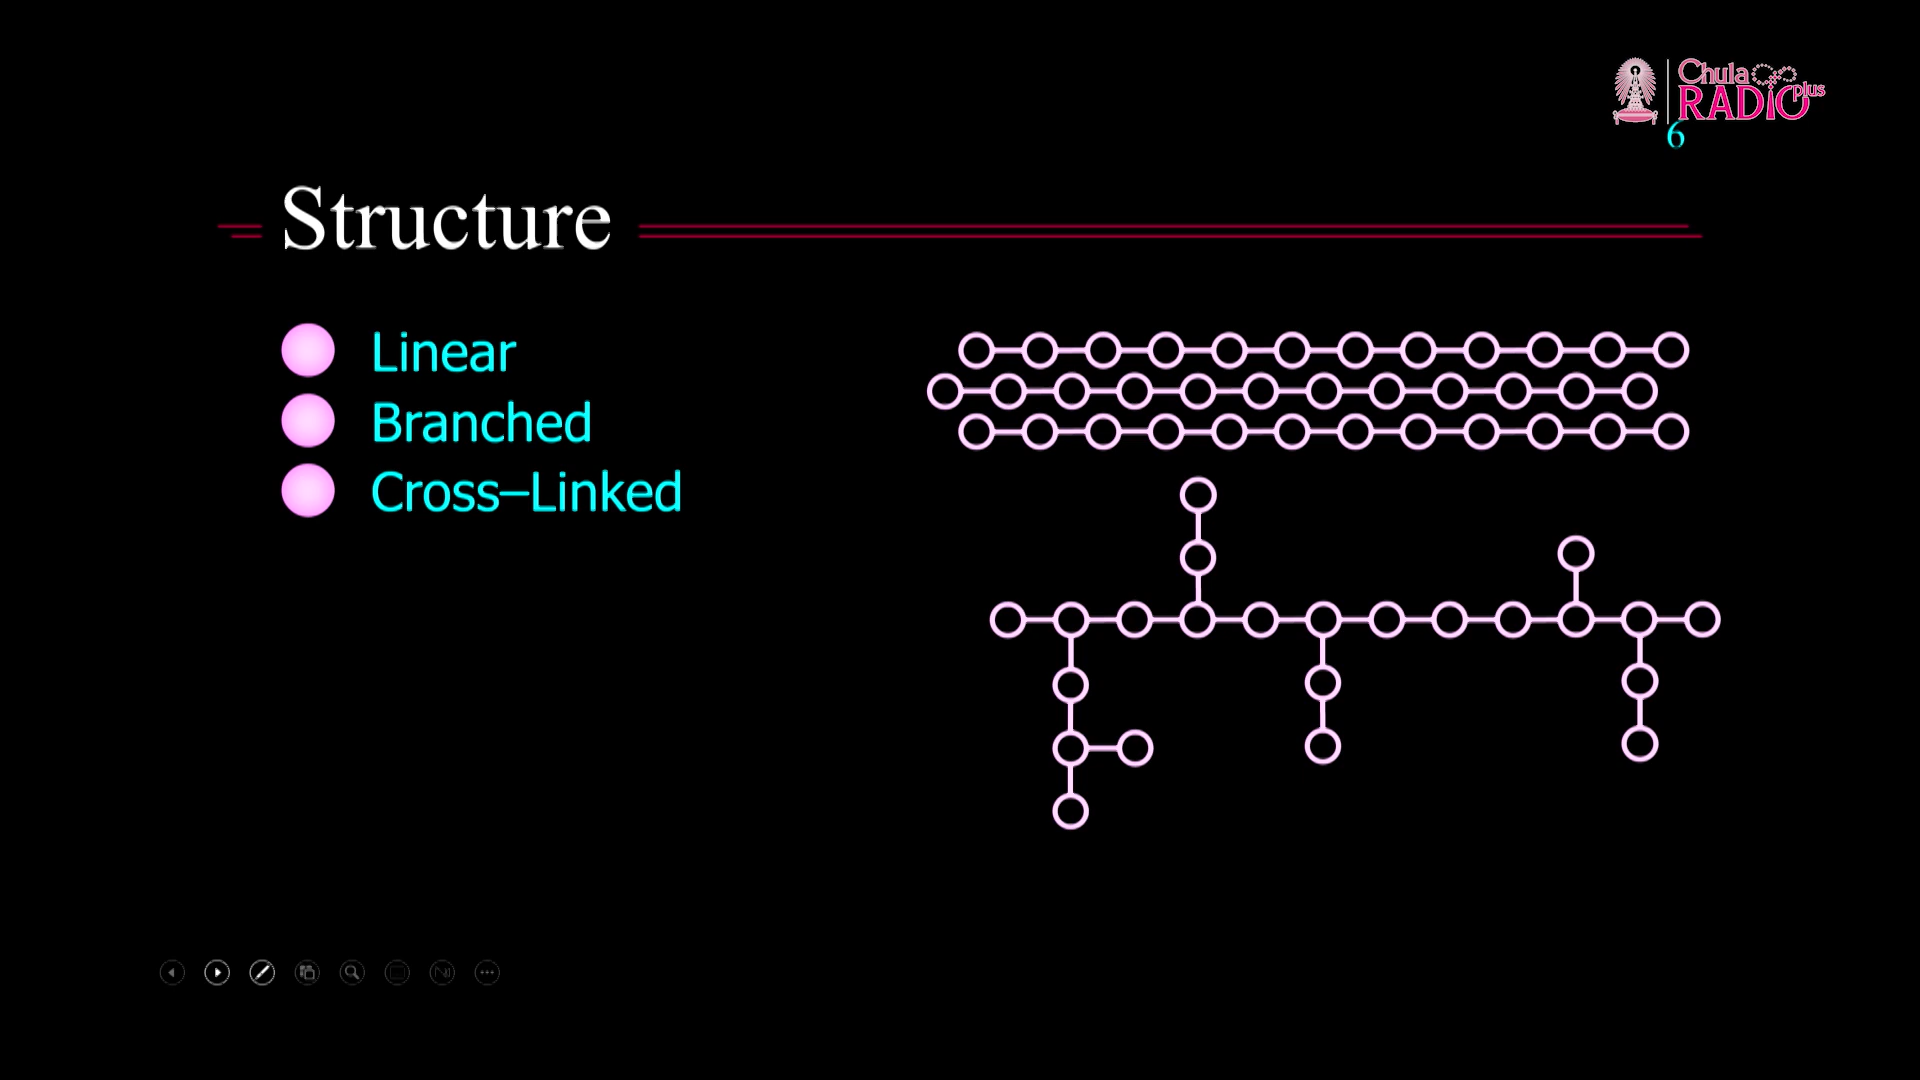 Chula
RADIO plus
6
Structure
Linear
Branched
Cross–Linked